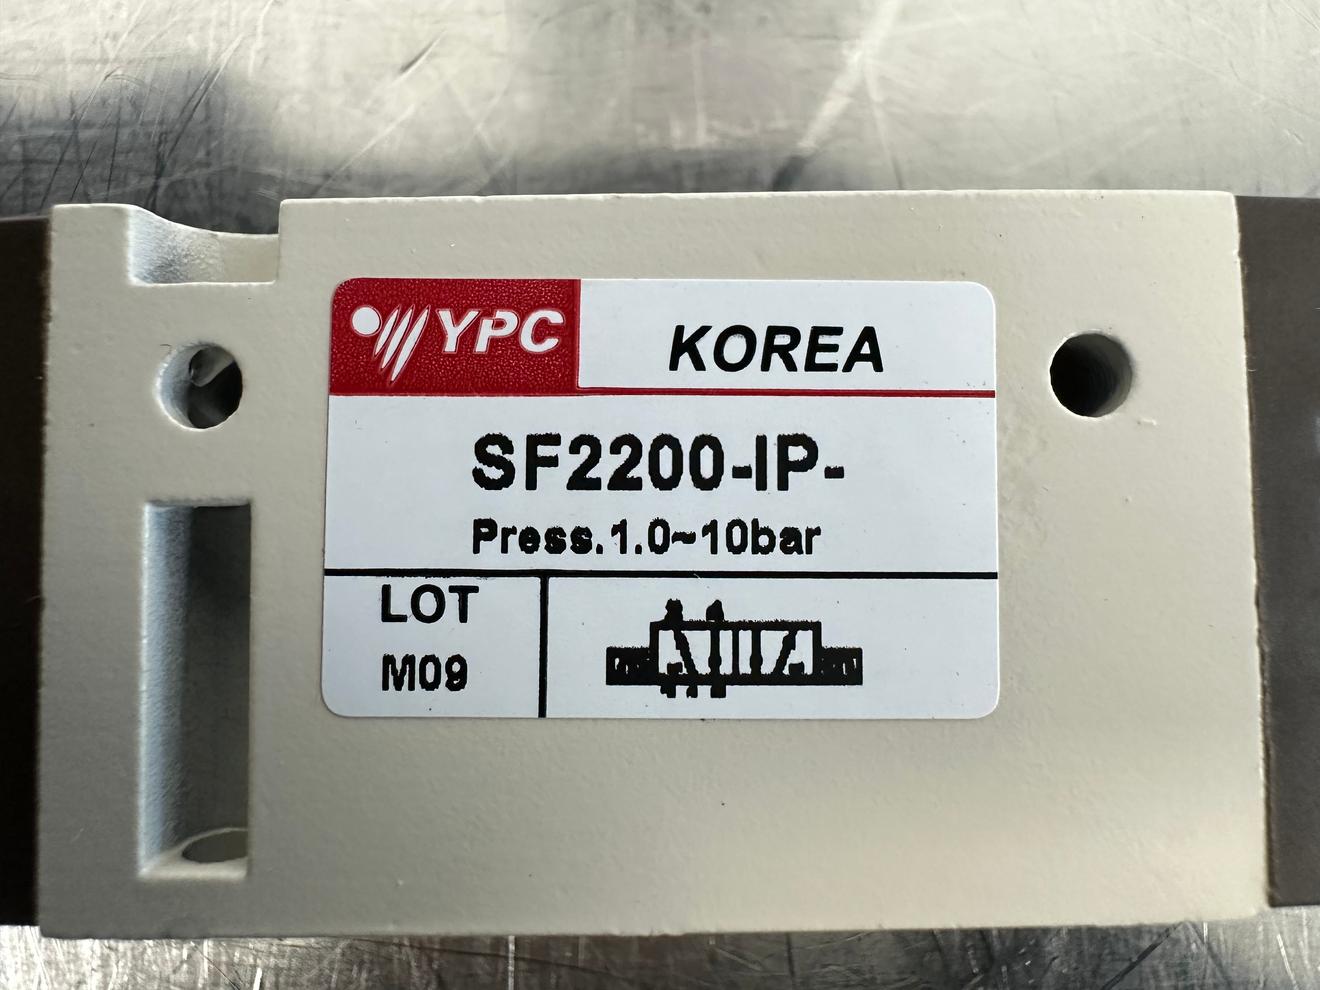 YPC
KOREA
SF2200-IP-
Press.1.0~10bar
LOT
M09